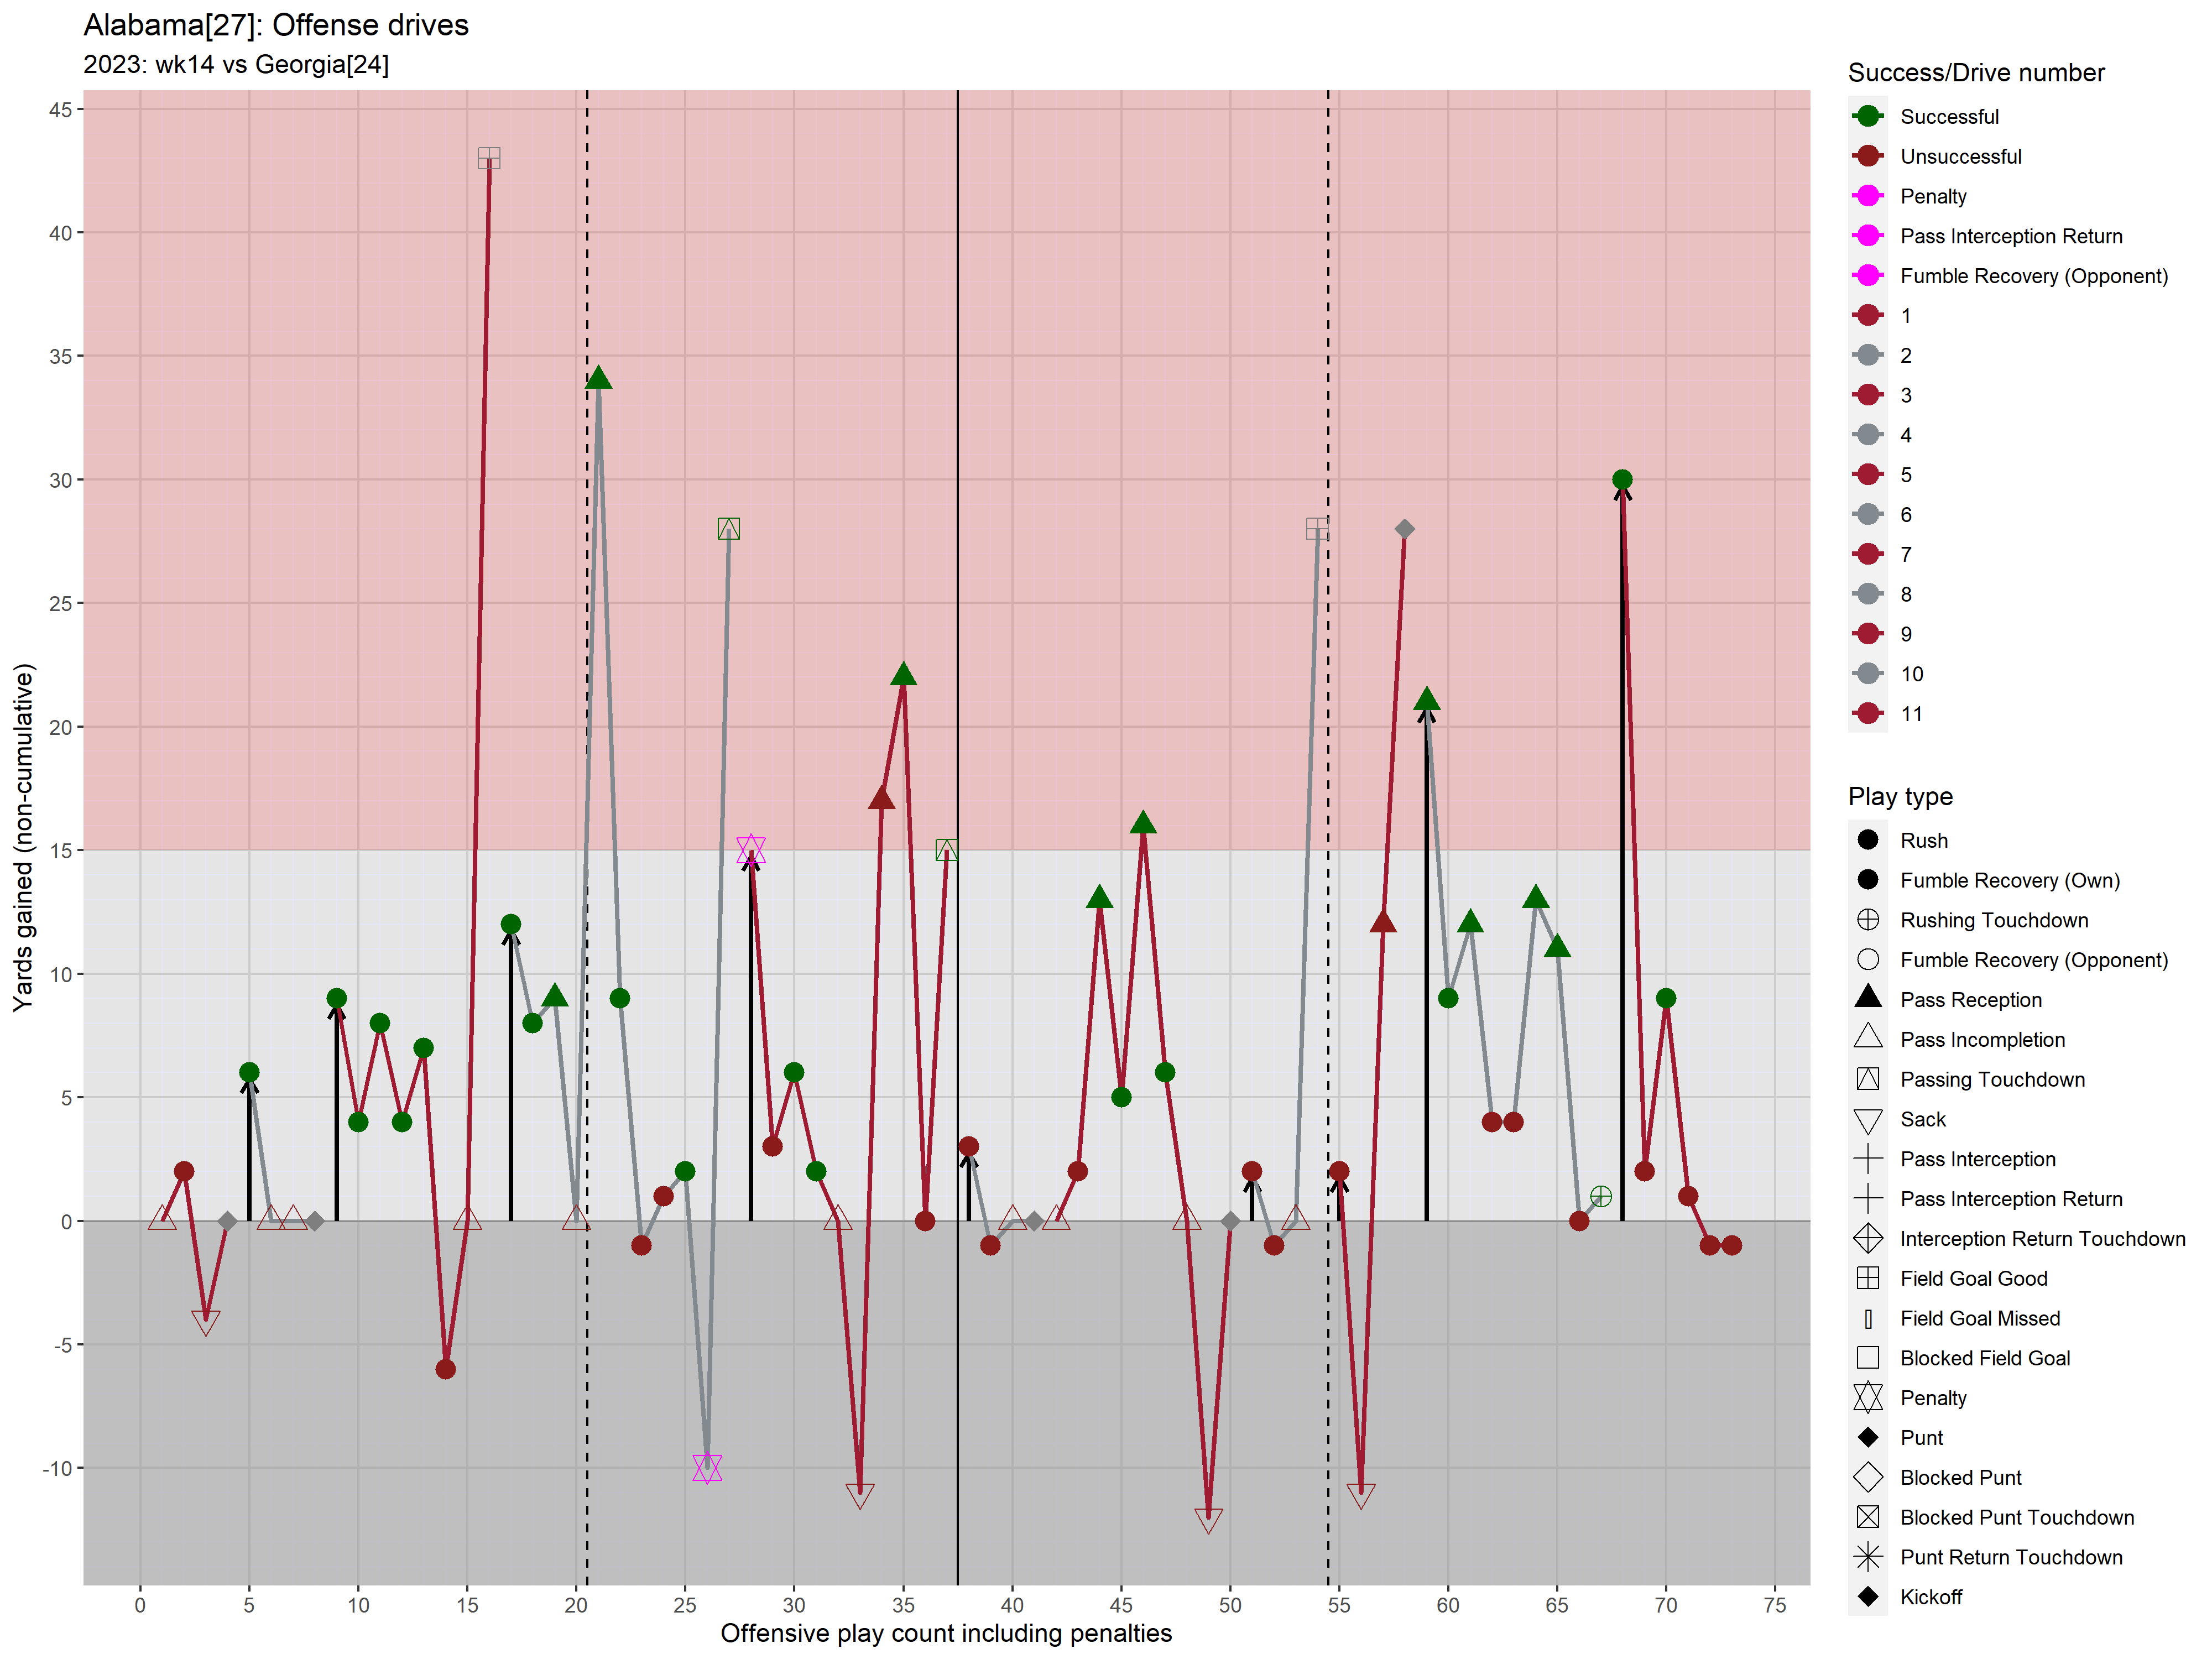 Alabama[27]: Offense drives
2023: wk14 vs Georgia[24]
Yards gained (non-cumulative)
45
40
35
30
25
20
15
10
5
0
-5
-10
0 5 10 15 20 25 30 35 40 45 50 55 60 65 70 75
Offensive play count including penalties
Success/Drive number
Successful
Unsuccessful
Penalty
Pass Interception Return
Fumble Recovery (Opponent)
1
2
3
4
5
6
7
8
9
10
11
Play type
Rush
Fumble Recovery (Own)
Rushing Touchdown
Fumble Recovery (Opponent)
Pass Reception
Pass Incompletion
Passing Touchdown
Sack
Pass Interception
Pass Interception Return
Interception Return Touchdown
Field Goal Good
Field Goal Missed
Blocked Field Goal
Penalty
Punt
Blocked Punt
Blocked Punt Touchdown
Punt Return Touchdown
Kickoff